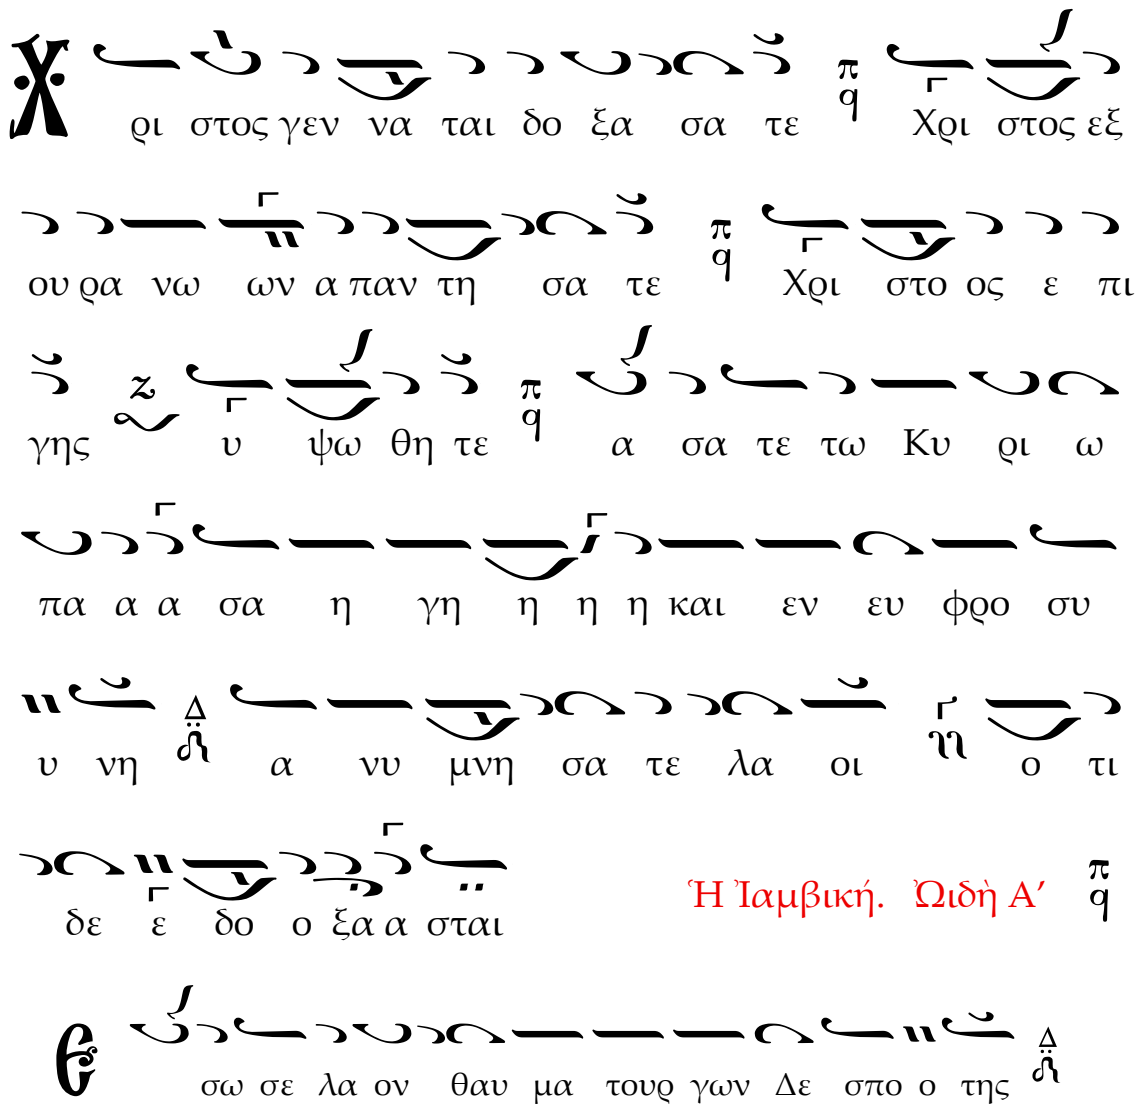 Χ ρι στος γεν να ται δο ξα σα τε π q Χρι στος εξ
ου ρα νω ων α παν τη σα τε π q Χρι στο ος ε πι
γης z υ ψω θη τε π q α σα τε τω Κυ ρι ω
πα α α σα η γη η η η και εν ευ φρο συ
υ νη Δ α νυ μνη σα τε λα οι Γ ο τι
δε ε δο ο ξα α σται Ἡ Ἰαμβική. Ὠιδὴ Α′ π q
Ε σω σε λα ον θαυ μα τουρ γων Δε σπο ο της Δ